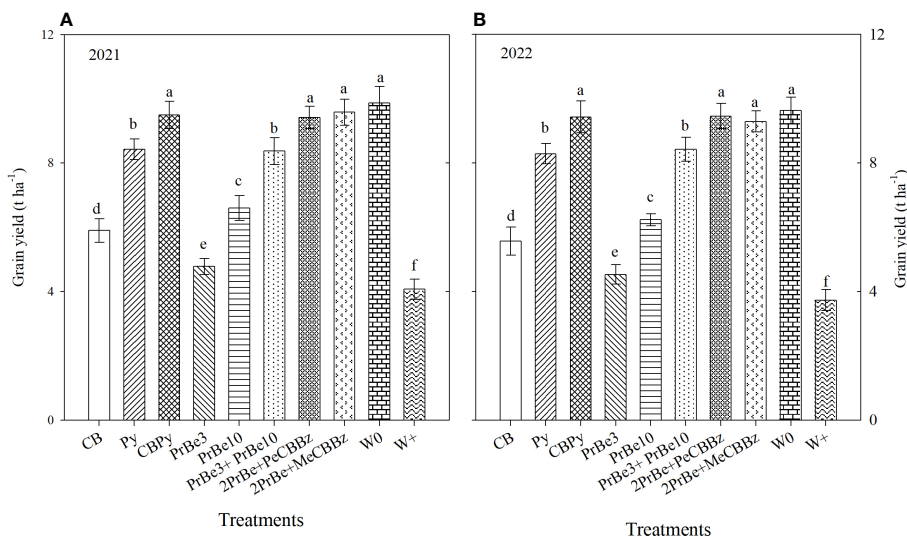 A
B
12
8
4
0
Grain yield (t ha⁻¹)
2021
d
b
a
e
c
b
a
a
a
f
CB
Py
CBPy
PrBe3
PrBe10
PrBe3+ PrBe10
2PrBe+PeCBBz
2PrBe+MeCBBz
W0
W+
Treatments
2022
d
b
a
e
c
b
a
a
a
f
CB
Py
CBPy
PrBe3
PrBe10
PrBe3+ PrBe10
2PrBe+PeCBBz
2PrBe+MeCBBz
W0
W+
Treatments
12
8
4
0
Grain yield (t ha⁻¹)